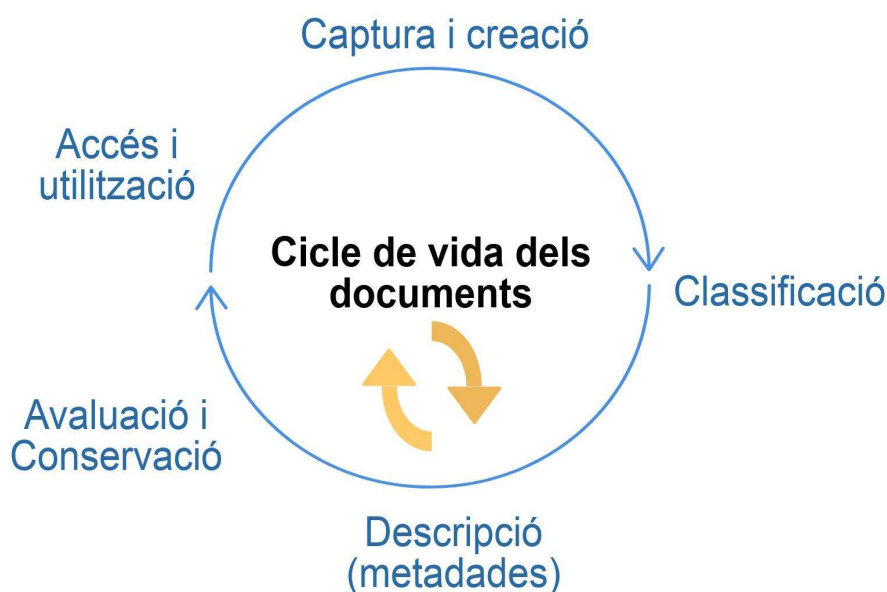 Captura i creació
Accés i
utilització
Cicle de vida dels
documents
Classificació
Avaluació i
Conservació
Descripció
(metadades)